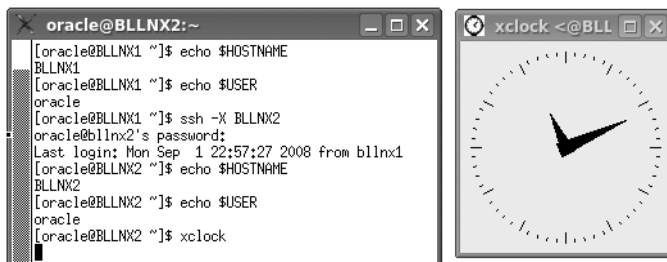 oracle@BLLNX2:~
[oracle@BLLNX1 ~]$ echo $HOSTNAME
BLLNX1
[oracle@BLLNX1 ~]$ echo $USER
oracle
[oracle@BLLNX1 ~]$ ssh -X BLLNX2
oracle@bllnx2's password:
Last login: Mon Sep  1 22:57:27 2008 from bllnx1
[oracle@BLLNX2 ~]$ echo $HOSTNAME
BLLNX2
[oracle@BLLNX2 ~]$ echo $USER
oracle
[oracle@BLLNX2 ~]$ xclock
xclock <@BLL